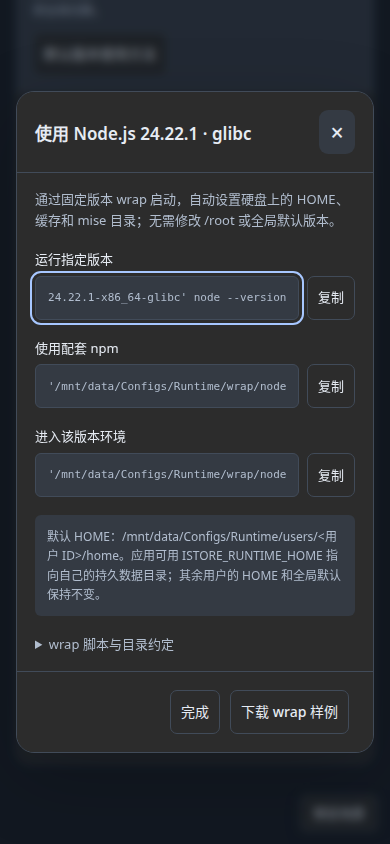 使用 Node.js 24.22.1 · glibc
×
通过固定版本 wrap 启动，自动设置硬盘上的 HOME、
缓存和 mise 目录；无需修改 /root 或全局默认版本。
运行指定版本
24.22.1-x86_64-glibc' node --version
复制
使用配套 npm
'/mnt/data/Configs/Runtime/wrap/node
复制
进入该版本环境
'/mnt/data/Configs/Runtime/wrap/node
复制
默认 HOME：/mnt/data/Configs/Runtime/users/<用
户 ID>/home。应用可用 ISTORE_RUNTIME_HOME 指
向自己的持久数据目录；其余用户的 HOME 和全局默认
保持不变。
▶ wrap 脚本与目录约定
完成
下载 wrap 样例